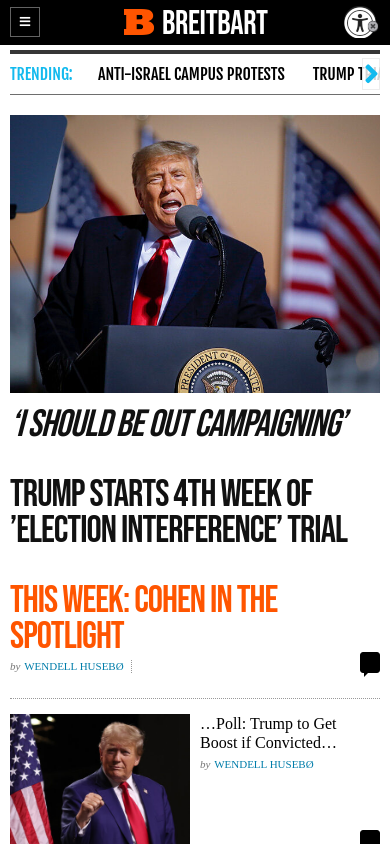 B BREITBART
TRENDING: ANTI-ISRAEL CAMPUS PROTESTS TRUMP T
PRESIDENT OF THE
‘I SHOULD BE OUT CAMPAIGNING’
TRUMP STARTS 4TH WEEK OF
’ELECTION INTERFERENCE’ TRIAL
THIS WEEK: COHEN IN THE
SPOTLIGHT
by WENDELL HUSEBØ
…Poll: Trump to Get
Boost if Convicted…
by WENDELL HUSEBØ